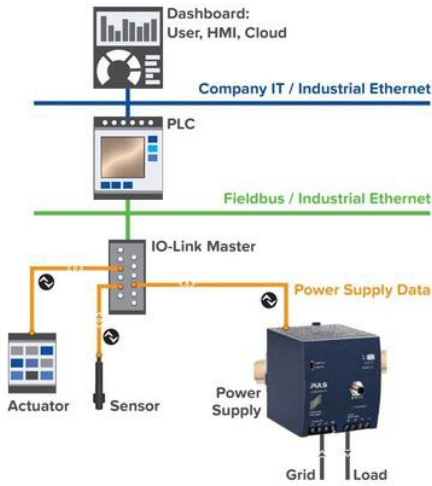 Dashboard:
User, HMI, Cloud
Company IT / Industrial Ethernet
PLC
Fieldbus / Industrial Ethernet
IO-Link Master
Power Supply Data
Actuator
Sensor
Power
Supply
PULS
Grid
Load